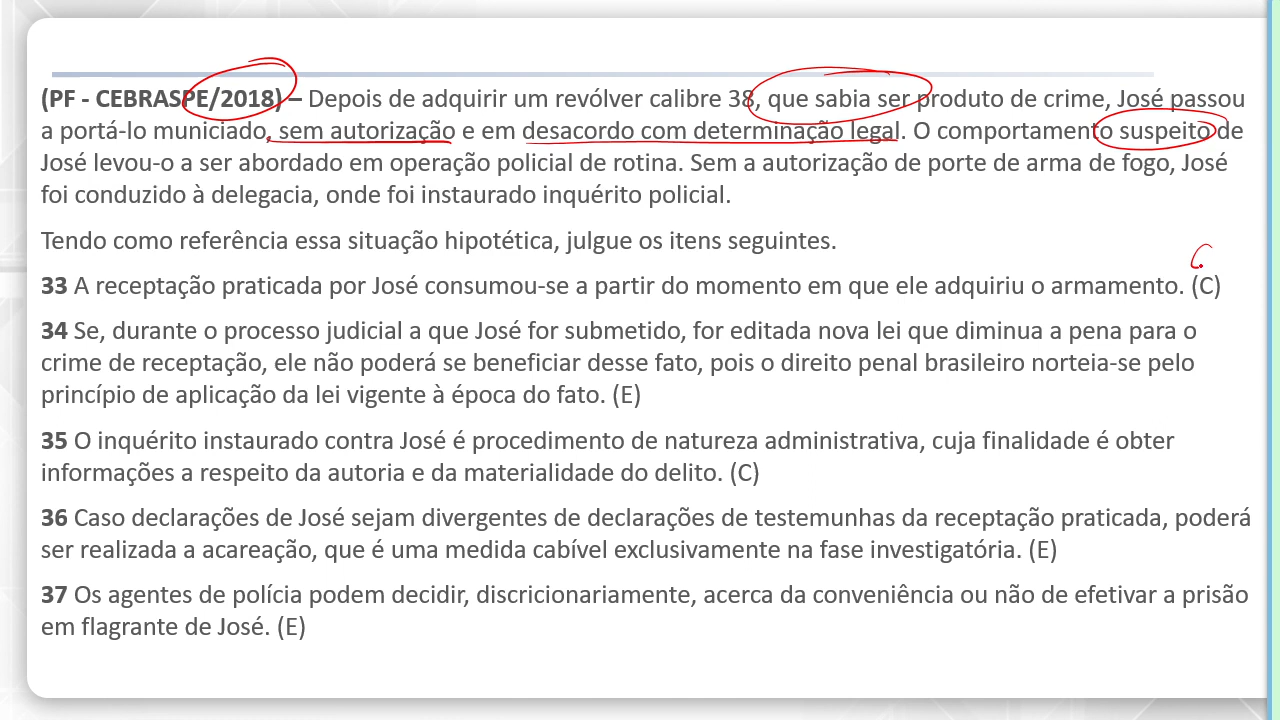 (PF - CEBRASPE/2018) – Depois de adquirir um revólver calibre 38, que sabia ser produto de crime, José passou
a portá-lo municiado, sem autorização e em desacordo com determinação legal. O comportamento suspeito de
José levou-o a ser abordado em operação policial de rotina. Sem a autorização de porte de arma de fogo, José
foi conduzido à delegacia, onde foi instaurado inquérito policial.
Tendo como referência essa situação hipotética, julgue os itens seguintes.
33 A receptação praticada por José consumou-se a partir do momento em que ele adquiriu o armamento. (C)
34 Se, durante o processo judicial a que José for submetido, for editada nova lei que diminua a pena para o
crime de receptação, ele não poderá se beneficiar desse fato, pois o direito penal brasileiro norteia-se pelo
princípio de aplicação da lei vigente à época do fato. (E)
35 O inquérito instaurado contra José é procedimento de natureza administrativa, cuja finalidade é obter
informações a respeito da autoria e da materialidade do delito. (C)
36 Caso declarações de José sejam divergentes de declarações de testemunhas da receptação praticada, poderá
ser realizada a acareação, que é uma medida cabível exclusivamente na fase investigatória. (E)
37 Os agentes de polícia podem decidir, discricionariamente, acerca da conveniência ou não de efetivar a prisão
em flagrante de José. (E)